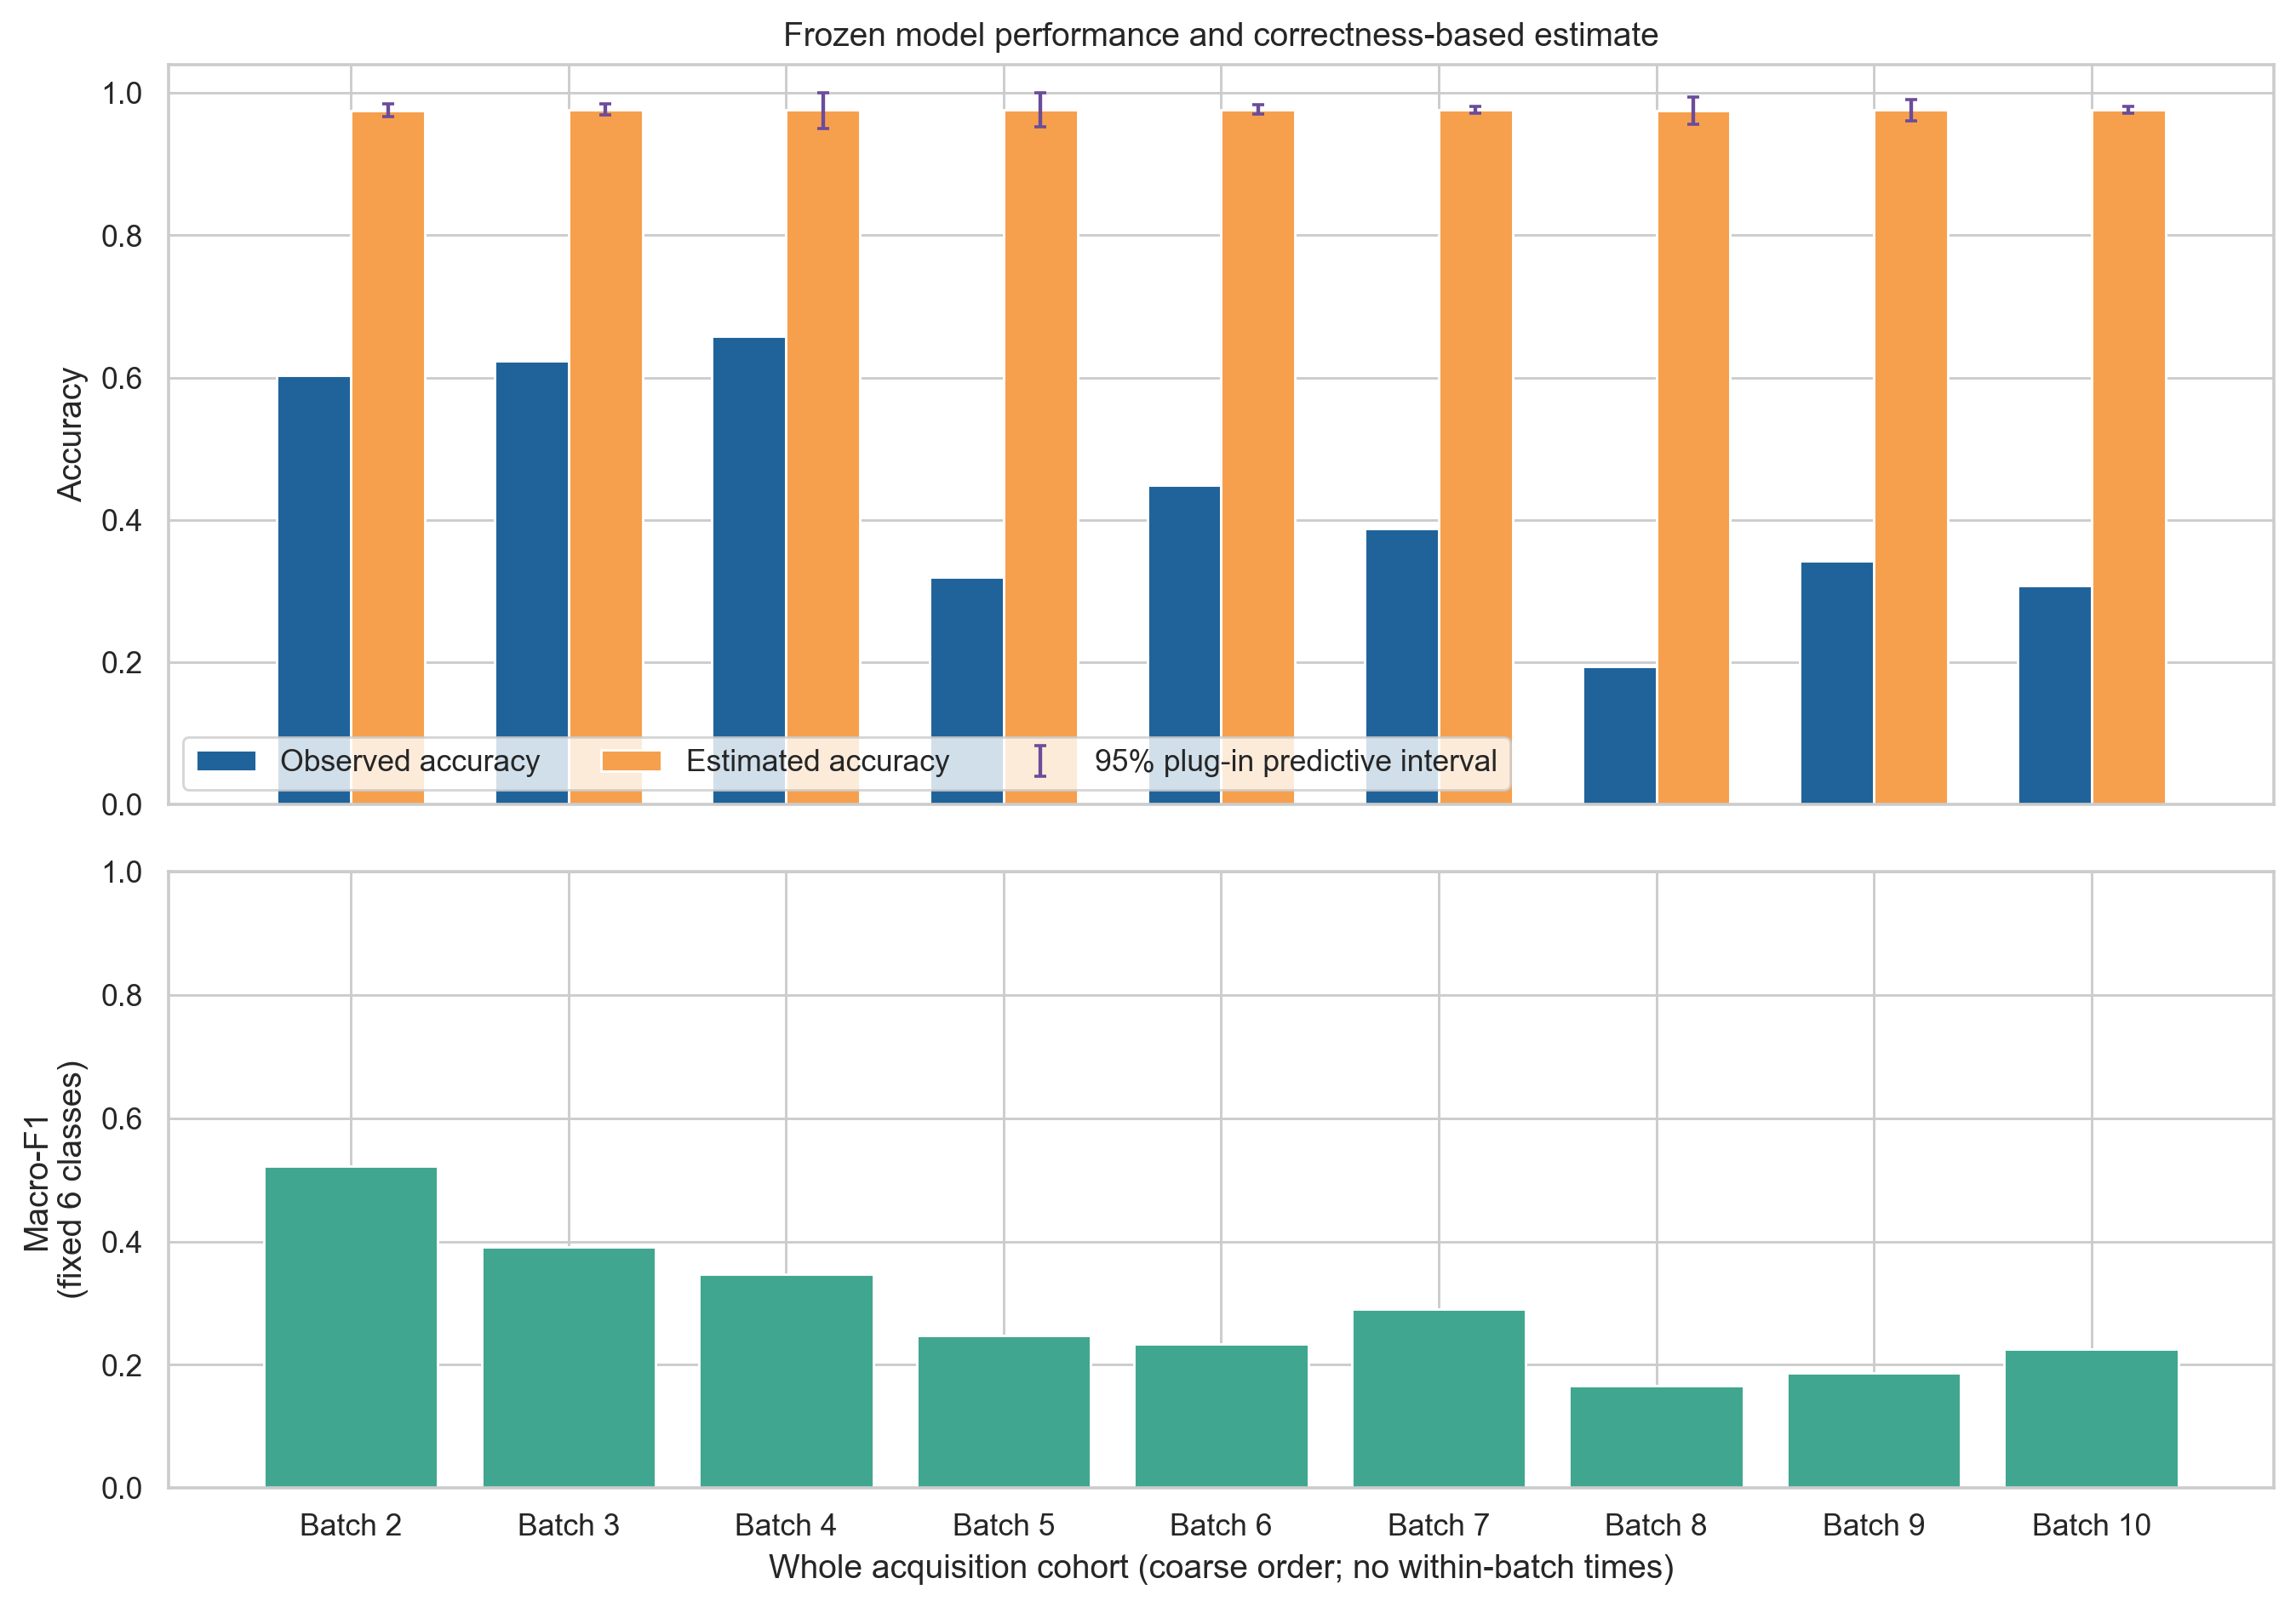 Frozen model performance and correctness-based estimate
1.0
0.8
0.6
0.4
0.2
0.0
Accuracy
Observed accuracy
Estimated accuracy
95% plug-in predictive interval
1.0
0.8
0.6
0.4
0.2
0.0
Macro-F1
(fixed 6 classes)
Batch 2
Batch 3
Batch 4
Batch 5
Batch 6
Batch 7
Batch 8
Batch 9
Batch 10
Whole acquisition cohort (coarse order; no within-batch times)